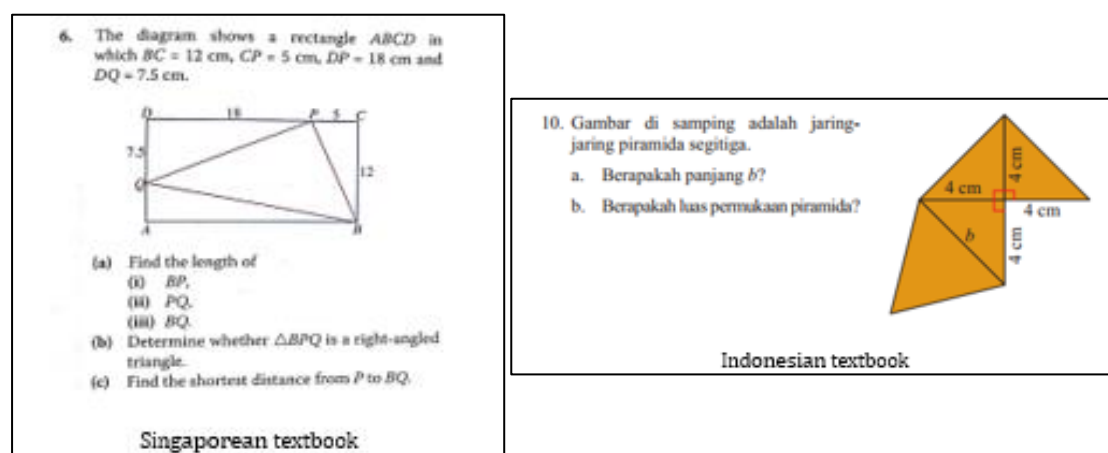 6. The diagram shows a rectangle ABCD in
which BC = 12 cm, CP = 5 cm, DP = 18 cm and
DQ = 7.5 cm.
D 18 P 5 C
7.5
12
Q
A B
(a) Find the length of
(i) BP,
(ii) PQ,
(iii) BQ.
(b) Determine whether △BPQ is a right-angled
triangle.
(c) Find the shortest distance from P to BQ.
Singaporean textbook
10. Gambar di samping adalah jaring-
jaring piramida segitiga.
a. Berapakah panjang b?
b. Berapakah luas permukaan piramida?
4 cm
4 cm
4 cm
b
4 cm
Indonesian textbook